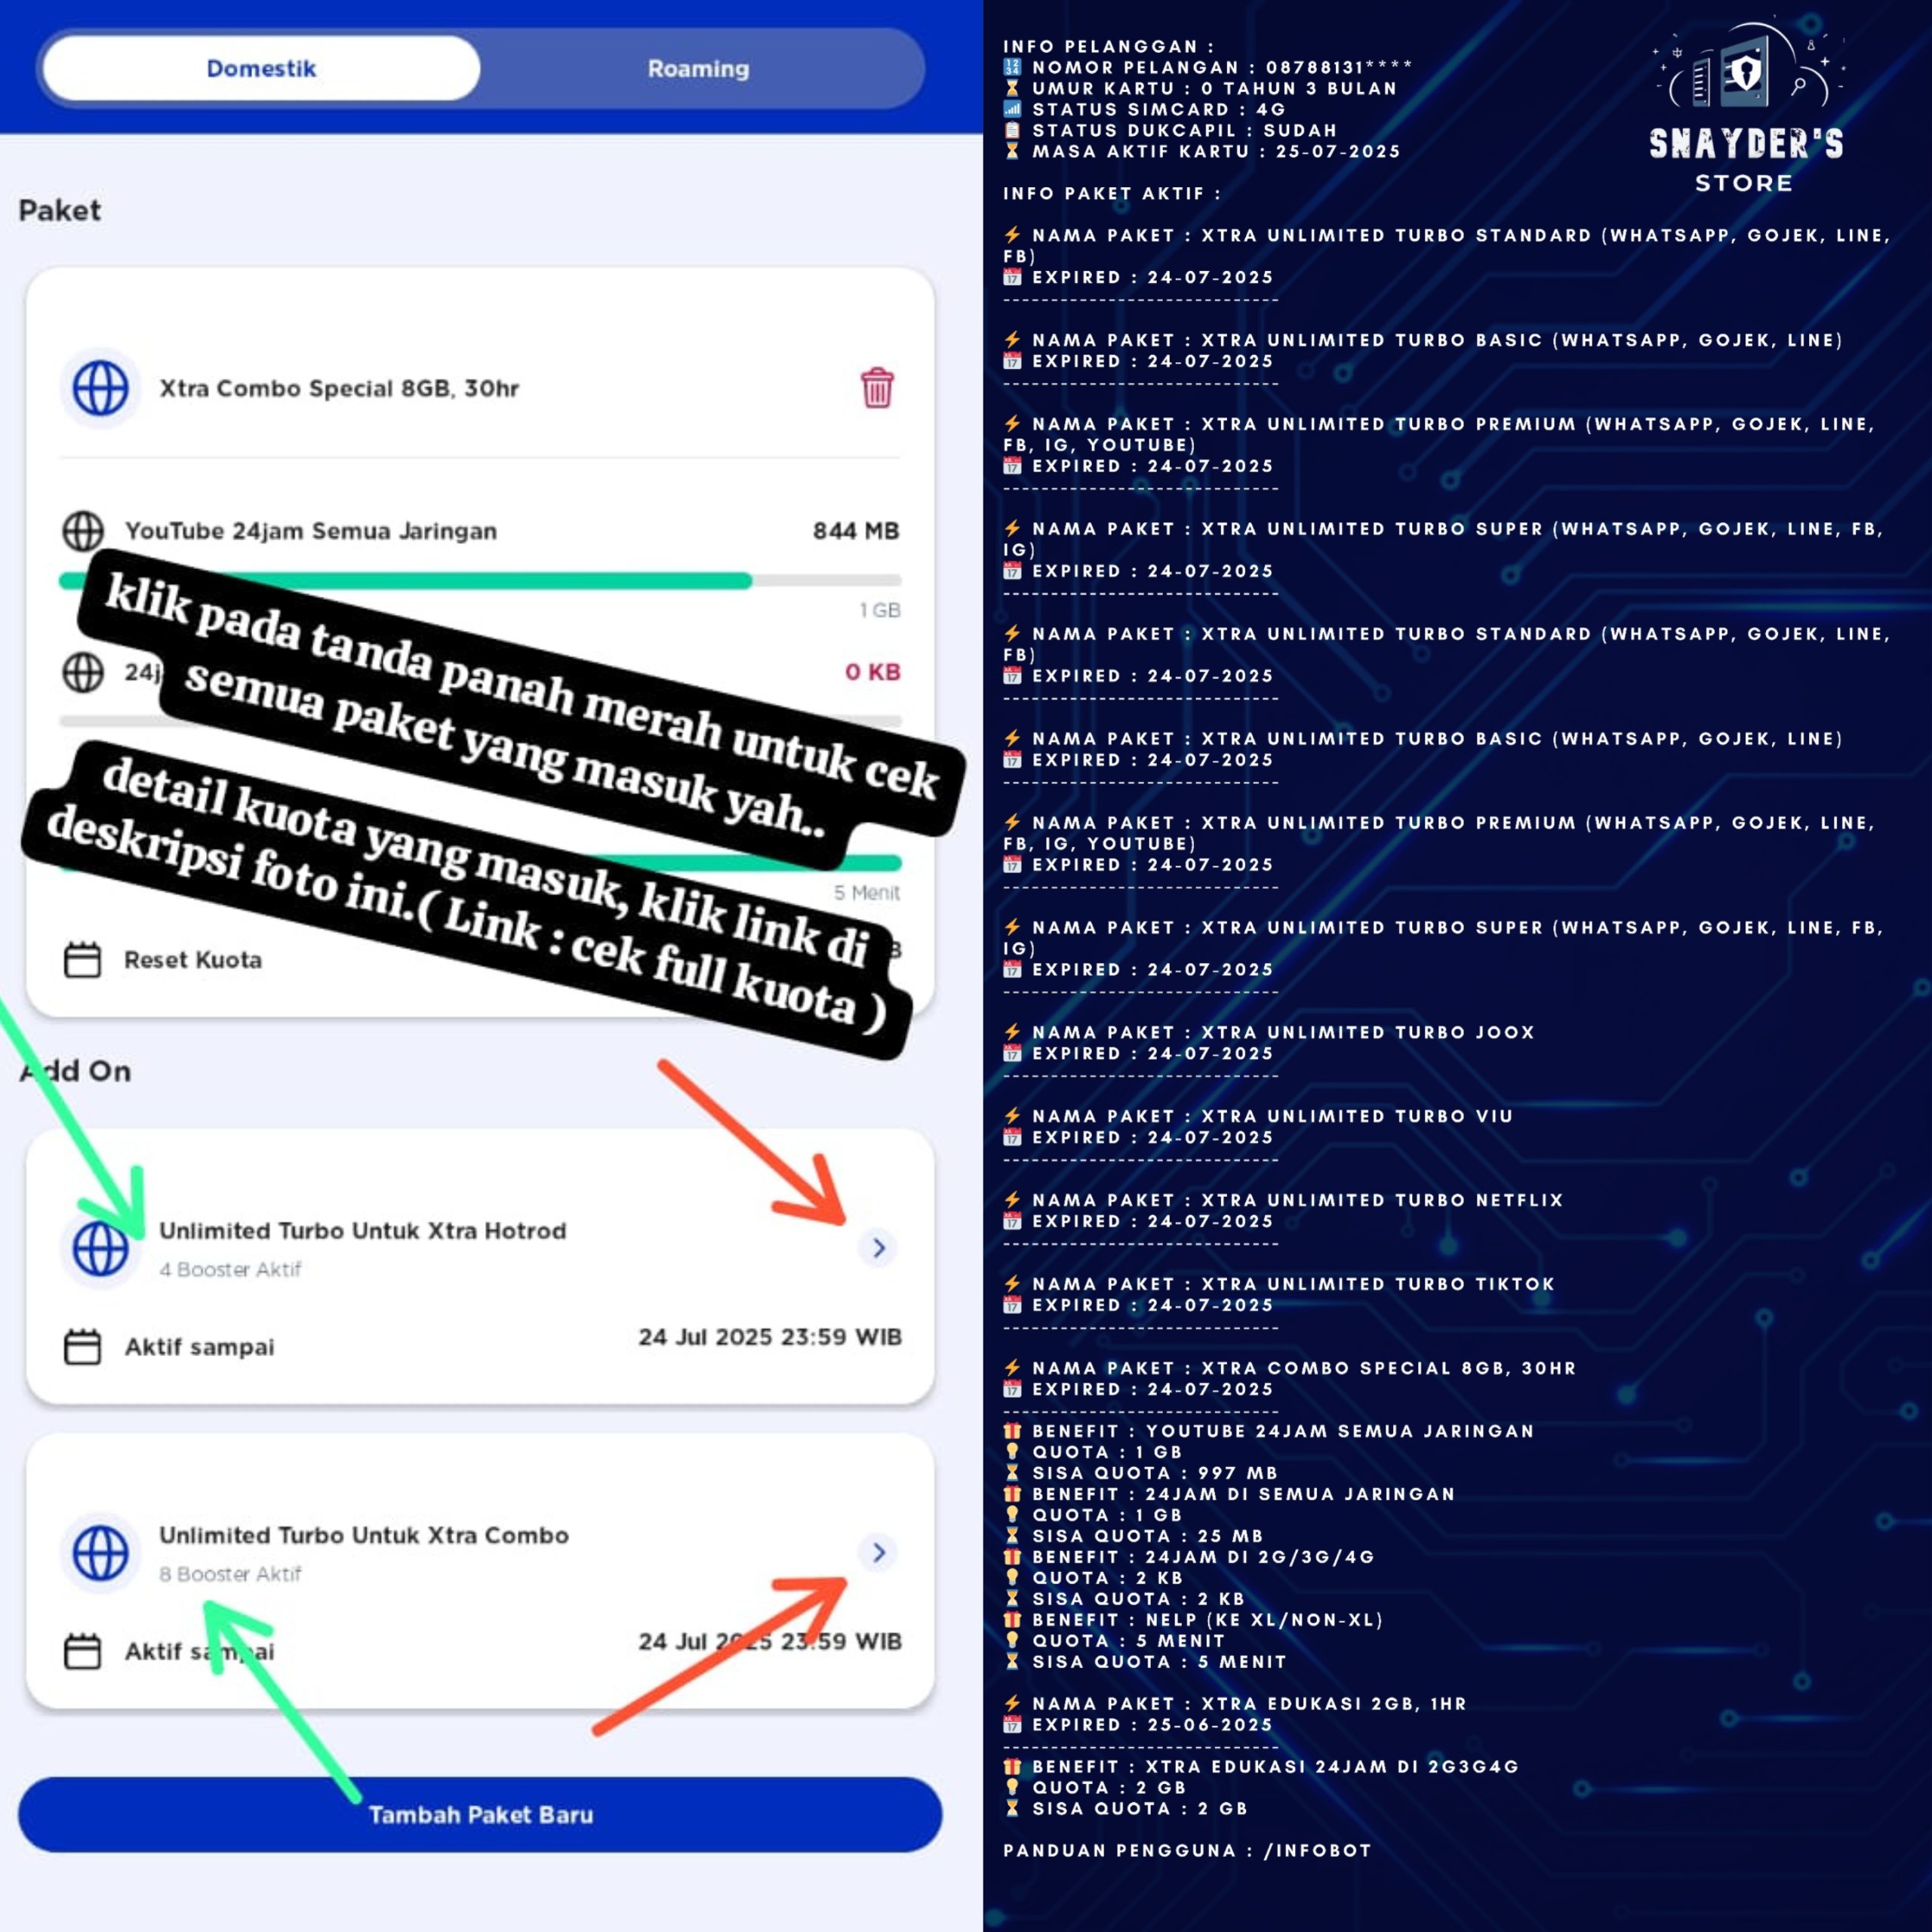 Domestik
Roaming
Paket
Xtra Combo Special 8GB, 30hr
YouTube 24jam Semua Jaringan
844 MB
1 GB
0 KB
klik pada tanda panah merah untuk cek
semua paket yang masuk yah..
detail kuota yang masuk, klik link di
deskripsi foto ini.( Link : cek full kuota )
5 Menit
Reset Kuota
Add On
Unlimited Turbo Untuk Xtra Hotrod
4 Booster Aktif
Aktif sampai
24 Jul 2025 23:59 WIB
Unlimited Turbo Untuk Xtra Combo
8 Booster Aktif
Aktif sampai
24 Jul 2025 23:59 WIB
Tambah Paket Baru
SNAYDER'S
STORE
INFO PELANGGAN :
NOMOR PELANGAN : 08788131****
UMUR KARTU : 0 TAHUN 3 BULAN
STATUS SIMCARD : 4G
STATUS DUKCAPIL : SUDAH
MASA AKTIF KARTU : 25-07-2025
INFO PAKET AKTIF :
NAMA PAKET : XTRA UNLIMITED TURBO STANDARD (WHATSAPP, GOJEK, LINE,
FB)
EXPIRED : 24-07-2025
-----------------------------
NAMA PAKET : XTRA UNLIMITED TURBO BASIC (WHATSAPP, GOJEK, LINE)
EXPIRED : 24-07-2025
-----------------------------
NAMA PAKET : XTRA UNLIMITED TURBO PREMIUM (WHATSAPP, GOJEK, LINE,
FB, IG, YOUTUBE)
EXPIRED : 24-07-2025
-----------------------------
NAMA PAKET : XTRA UNLIMITED TURBO SUPER (WHATSAPP, GOJEK, LINE, FB,
IG)
EXPIRED : 24-07-2025
-----------------------------
NAMA PAKET : XTRA UNLIMITED TURBO STANDARD (WHATSAPP, GOJEK, LINE,
FB)
EXPIRED : 24-07-2025
-----------------------------
NAMA PAKET : XTRA UNLIMITED TURBO BASIC (WHATSAPP, GOJEK, LINE)
EXPIRED : 24-07-2025
-----------------------------
NAMA PAKET : XTRA UNLIMITED TURBO PREMIUM (WHATSAPP, GOJEK, LINE,
FB, IG, YOUTUBE)
EXPIRED : 24-07-2025
-----------------------------
NAMA PAKET : XTRA UNLIMITED TURBO SUPER (WHATSAPP, GOJEK, LINE, FB,
IG)
EXPIRED : 24-07-2025
-----------------------------
NAMA PAKET : XTRA UNLIMITED TURBO JOOX
EXPIRED : 24-07-2025
-----------------------------
NAMA PAKET : XTRA UNLIMITED TURBO VIU
EXPIRED : 24-07-2025
-----------------------------
NAMA PAKET : XTRA UNLIMITED TURBO NETFLIX
EXPIRED : 24-07-2025
-----------------------------
NAMA PAKET : XTRA UNLIMITED TURBO TIKTOK
EXPIRED : 24-07-2025
-----------------------------
NAMA PAKET : XTRA COMBO SPECIAL 8GB, 30HR
EXPIRED : 24-07-2025
-----------------------------
BENEFIT : YOUTUBE 24JAM SEMUA JARINGAN
QUOTA : 1 GB
SISA QUOTA : 997 MB
BENEFIT : 24JAM DI SEMUA JARINGAN
QUOTA : 1 GB
SISA QUOTA : 25 MB
BENEFIT : 24JAM DI 2G/3G/4G
QUOTA : 2 KB
SISA QUOTA : 2 KB
BENEFIT : NELP (KE XL/NON-XL)
QUOTA : 5 MENIT
SISA QUOTA : 5 MENIT
NAMA PAKET : XTRA EDUKASI 2GB, 1HR
EXPIRED : 25-06-2025
-----------------------------
BENEFIT : XTRA EDUKASI 24JAM DI 2G3G4G
QUOTA : 2 GB
SISA QUOTA : 2 GB
PANDUAN PENGGUNA : /INFOBOT